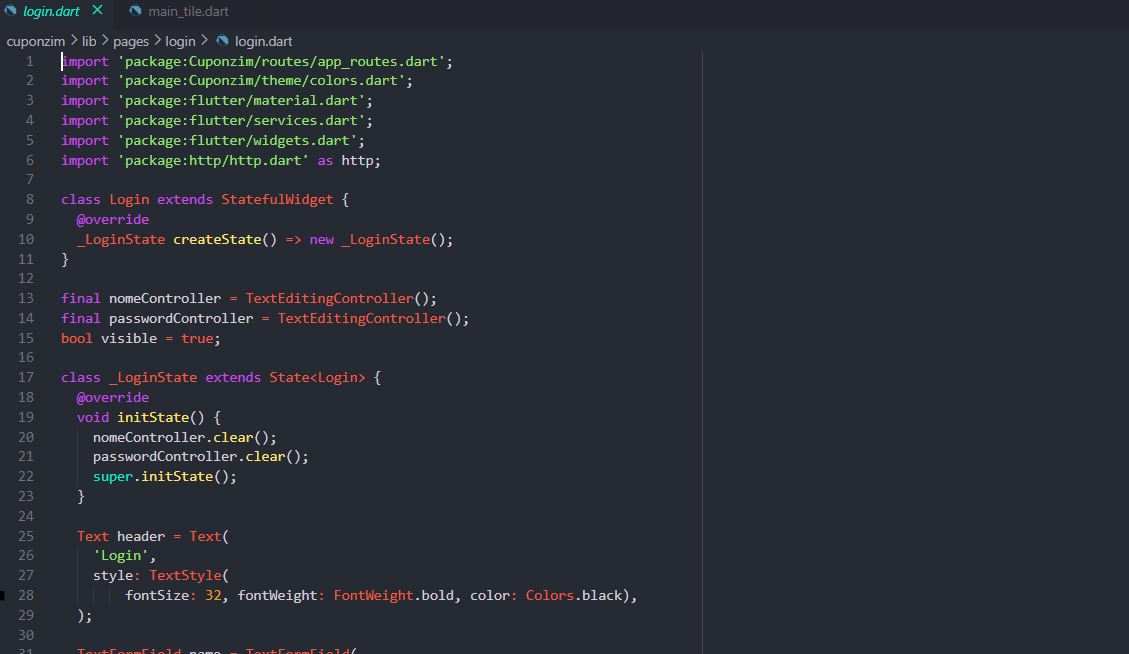 login.dart × main_tile.dart
cuponzim > lib > pages > login > login.dart
1 import 'package:Cuponzim/routes/app_routes.dart';
2 import 'package:Cuponzim/theme/colors.dart';
3 import 'package:flutter/material.dart';
4 import 'package:flutter/services.dart';
5 import 'package:flutter/widgets.dart';
6 import 'package:http/http.dart' as http;
7
8 class Login extends StatefulWidget {
9   @override
10   _LoginState createState() => new _LoginState();
11 }
12
13 final nomeController = TextEditingController();
14 final passwordController = TextEditingController();
15 bool visible = true;
16
17 class _LoginState extends State<Login> {
18   @override
19   void initState() {
20     nomeController.clear();
21     passwordController.clear();
22     super.initState();
23   }
24
25   Text header = Text(
26     'Login',
27     style: TextStyle(
28         fontSize: 32, fontWeight: FontWeight.bold, color: Colors.black),
29   );
30
31   TextFormField name = TextFormField(